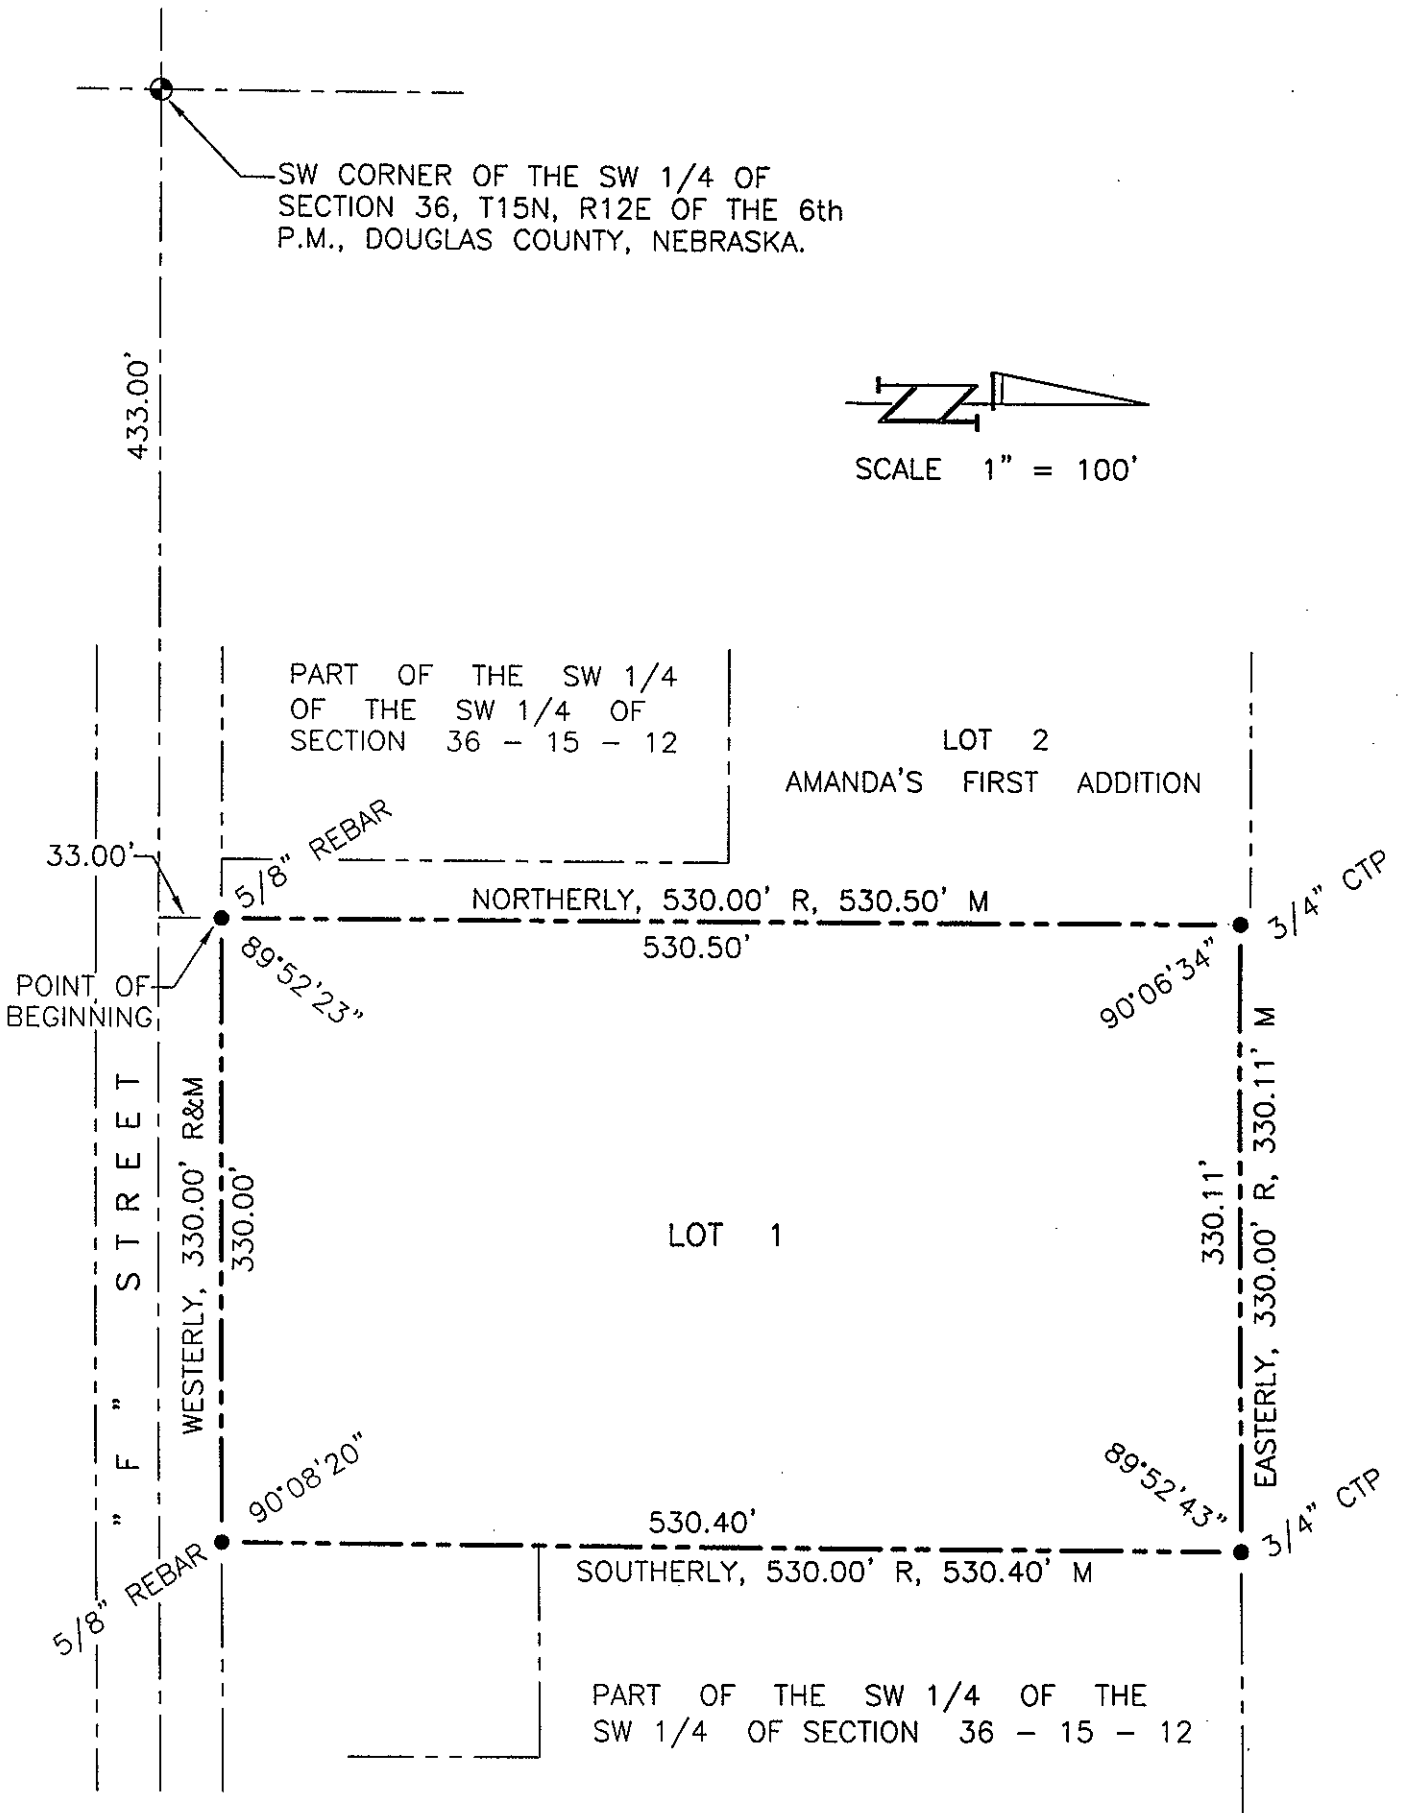 SW CORNER OF THE SW 1/4 OF
SECTION 36, T15N, R12E OF THE 6th
P.M., DOUGLAS COUNTY, NEBRASKA.
433.00'
SCALE 1" = 100'
PART OF THE SW 1/4
OF THE SW 1/4 OF
SECTION 36 - 15 - 12
LOT 2
AMANDA'S FIRST ADDITION
33.00'
5/8" REBAR
NORTHERLY, 530.00' R, 530.50' M
530.50'
3/4" CTP
POINT OF
BEGINNING
89°52'23"
90°06'34"
"F" STREET
WESTERLY, 330.00' R&M
330.00'
LOT 1
330.11'
EASTERLY, 330.00' R, 330.11' M
90°08'20"
89°52'43"
530.40'
SOUTHERLY, 530.00' R, 530.40' M
5/8" REBAR
3/4" CTP
PART OF THE SW 1/4 OF THE
SW 1/4 OF SECTION 36 - 15 - 12